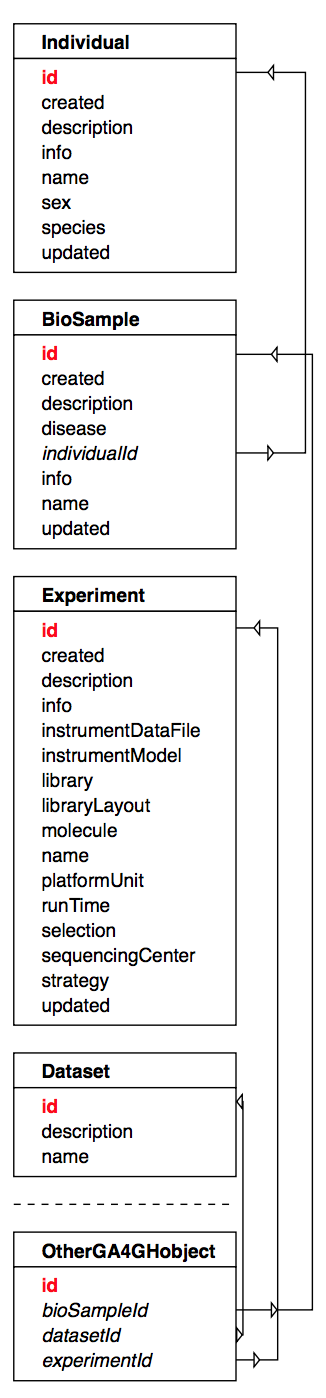 Individual
id
created
description
info
name
sex
species
updated
BioSample
id
created
description
disease
individualId
info
name
updated
Experiment
id
created
description
info
instrumentDataFile
instrumentModel
library
libraryLayout
molecule
name
platformUnit
runTime
selection
sequencingCenter
strategy
updated
Dataset
id
description
name
OtherGA4GHobject
id
bioSampleId
datasetId
experimentId